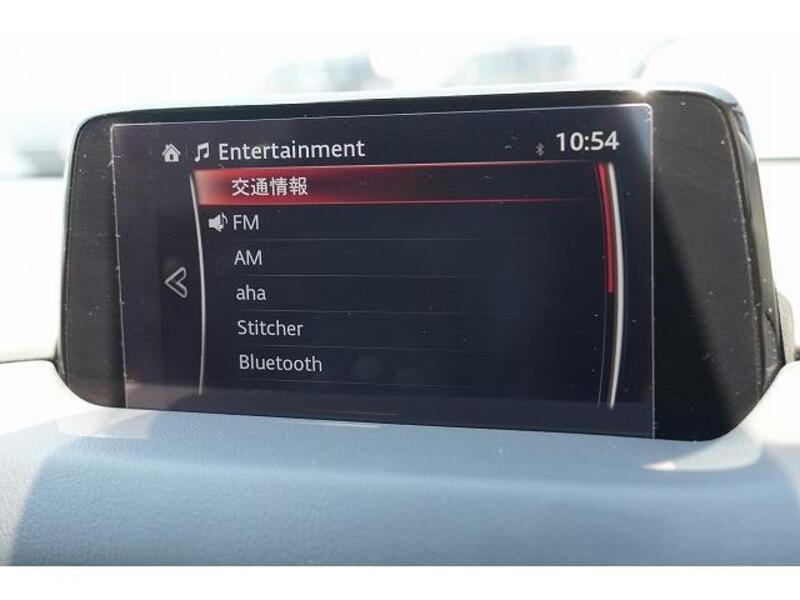 Entertainment 10:54
交通情報
FM
AM
aha
Stitcher
Bluetooth